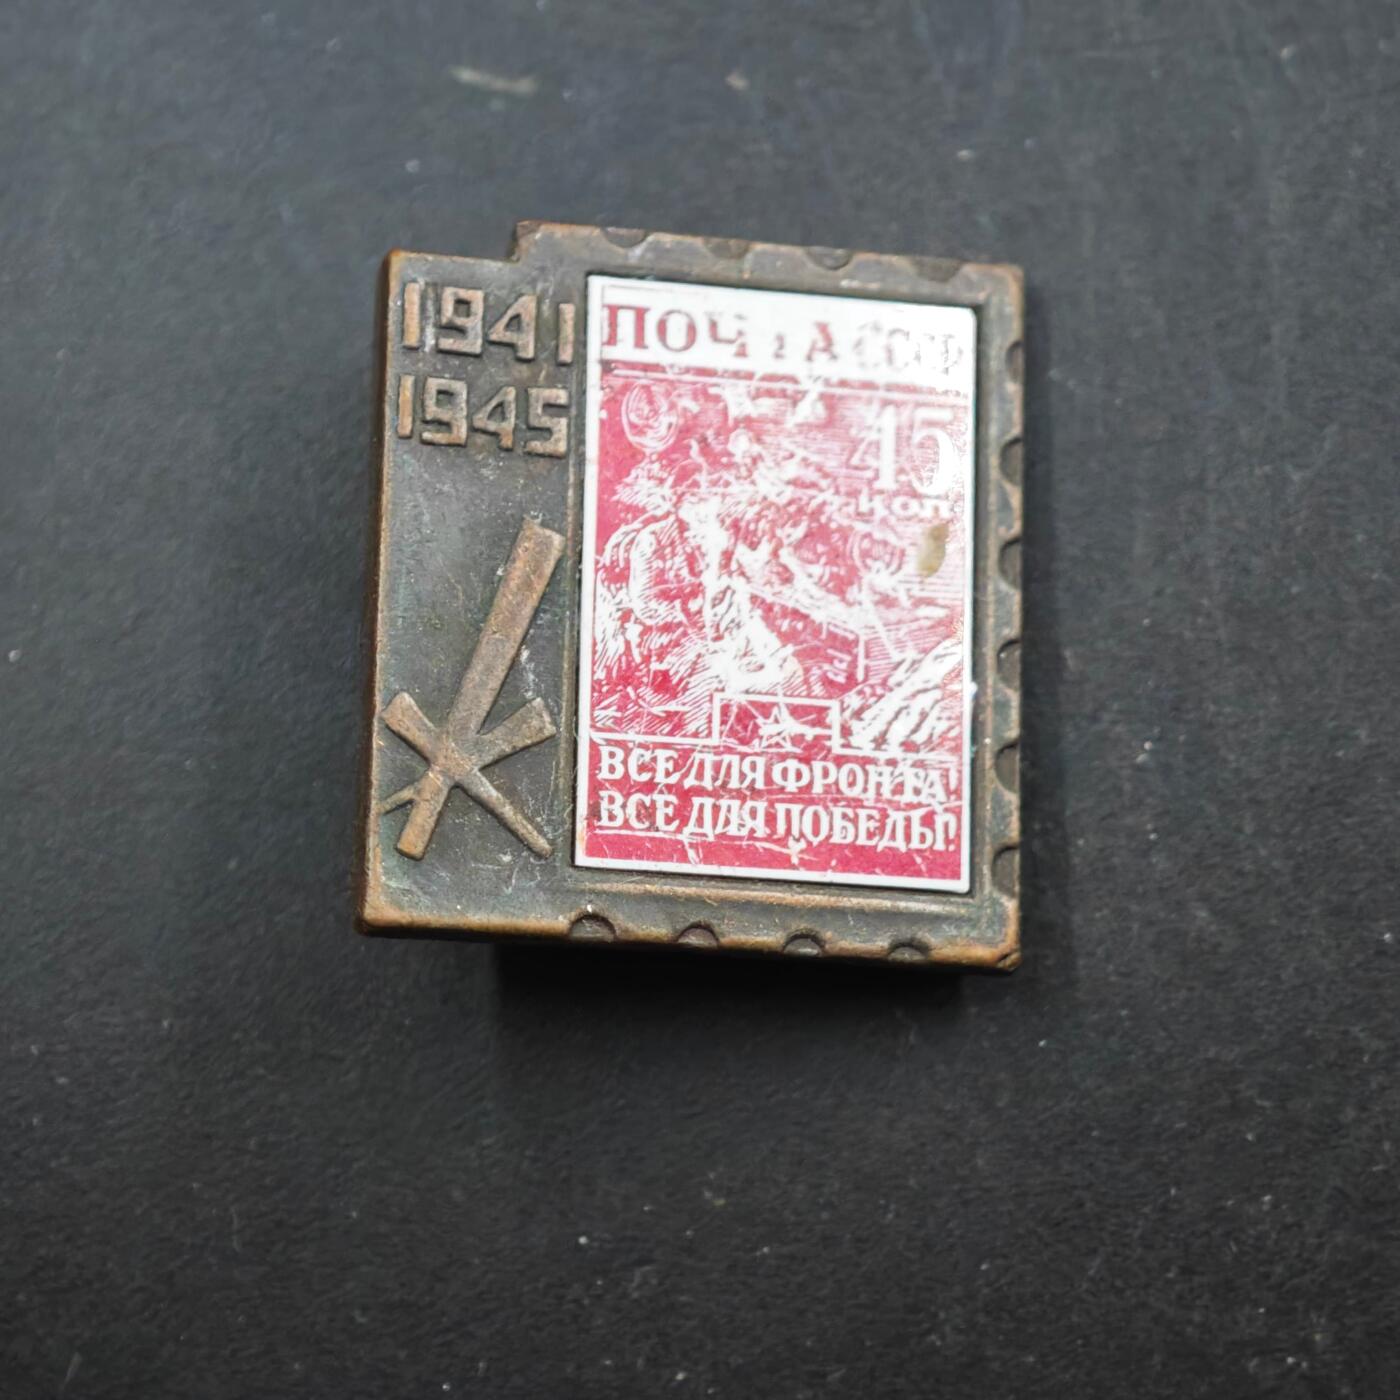 1941
1945
ПОЧТА СССР
45
коп
ВСЕ ДЛЯ ФРОНТА!
ВСЕ ДЛЯ ПОБЕДЫ!